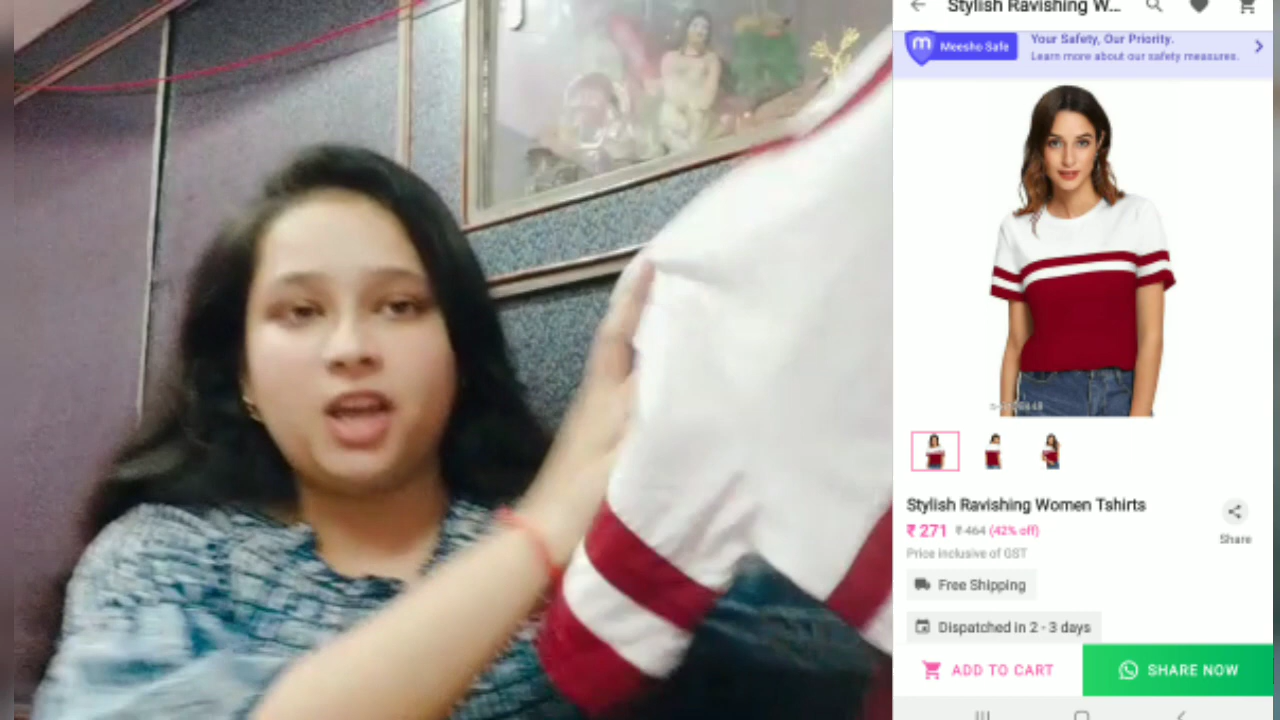 Stylish Ravishing W...
Meesho Safe
Your Safety, Our Priority.
Learn more about our safety measures.
Stylish Ravishing Women Tshirts
₹ 271 ₹ 464 (42% off)
Share
Price inclusive of GST
Free Shipping
Dispatched in 2 - 3 days
ADD TO CART
SHARE NOW